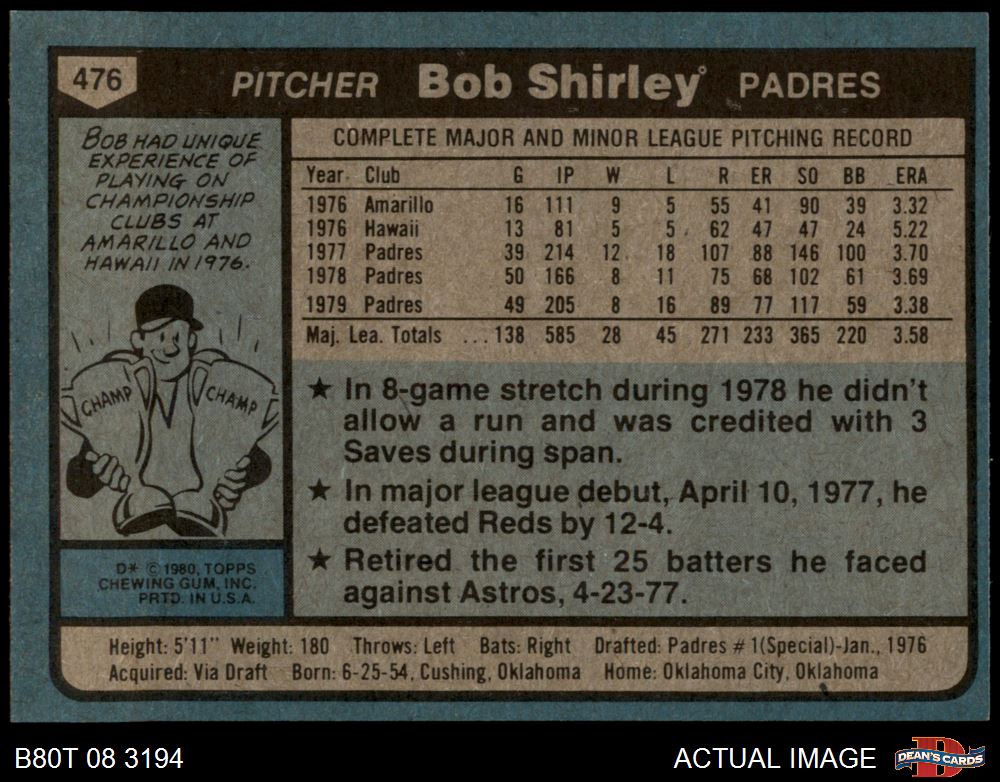 476
PITCHER Bob Shirley PADRES
BOB HAD UNIQUE
EXPERIENCE OF
PLAYING ON
CHAMPIONSHIP
CLUBS AT
AMARILLO AND
HAWAII IN 1976.
CHAMP CHAMP
D* © 1980, TOPPS
CHEWING GUM, INC.
PRTD. IN U.S.A.
COMPLETE MAJOR AND MINOR LEAGUE PITCHING RECORD
Year Club G IP W L R ER SO BB ERA
1976 Amarillo 16 111 9 5 55 41 90 39 3.32
1976 Hawaii 13 81 5 5 62 47 47 24 5.22
1977 Padres 39 214 12 18 107 88 146 100 3.70
1978 Padres 50 166 8 11 75 68 102 61 3.69
1979 Padres 49 205 8 16 89 77 117 59 3.38
Maj. Lea. Totals ...138 585 28 45 271 233 365 220 3.58
★ In 8-game stretch during 1978 he didn't
allow a run and was credited with 3
Saves during span.
★ In major league debut, April 10, 1977, he
defeated Reds by 12-4.
★ Retired the first 25 batters he faced
against Astros, 4-23-77.
Height: 5'11" Weight: 180 Throws: Left Bats: Right Drafted: Padres #1(Special)-Jan., 1976
Acquired: Via Draft Born: 6-25-54, Cushing, Oklahoma Home: Oklahoma City, Oklahoma
B80T 08 3194
ACTUAL IMAGE
D
DEAN'S CARDS